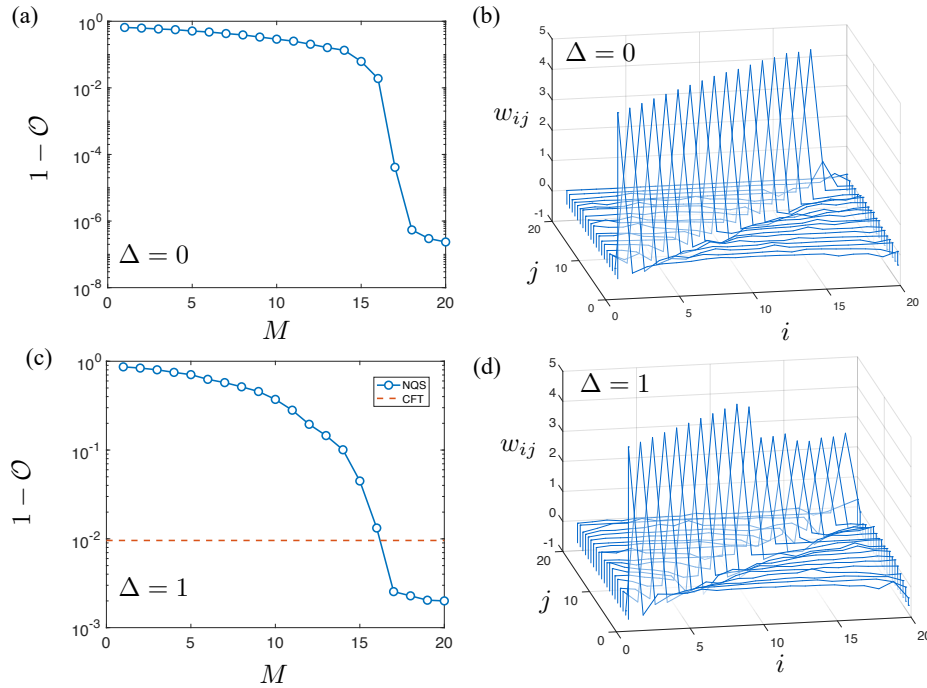 (a)
10^0
10^-2
10^-4
10^-6
10^-8
1 − O
Δ = 0
0 5 10 15 20
M
(b)
Δ = 0
5
4
3
2
1
0
-1
w_ij
20
10
0
j
0 5 10 15 20
i
(c)
10^0
10^-1
10^-2
10^-3
1 − O
NQS
CFT
Δ = 1
0 5 10 15 20
M
(d)
Δ = 1
5
4
3
2
1
0
-1
w_ij
20
10
0
j
0 5 10 15 20
i